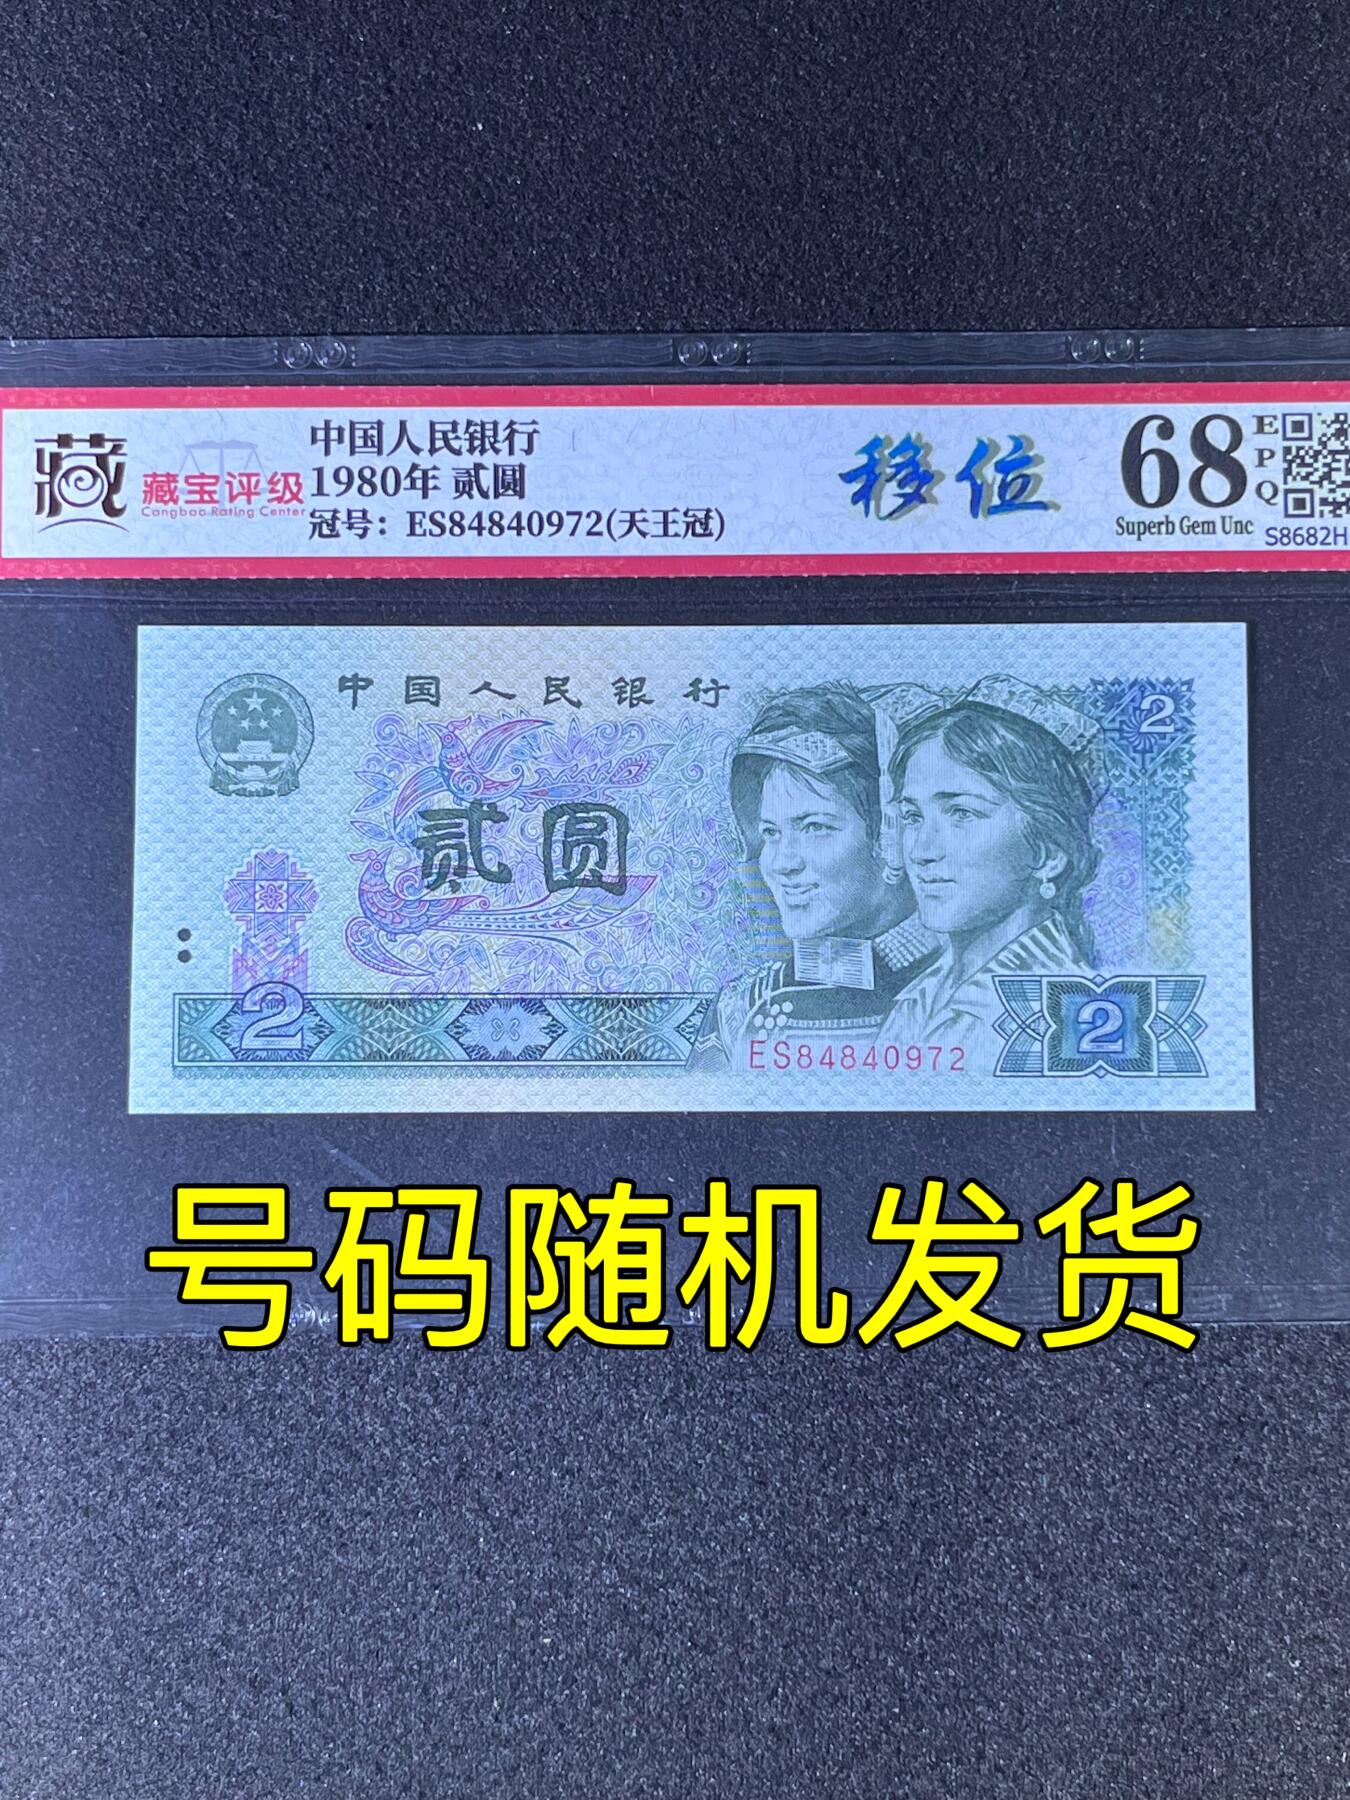 藏
藏宝评级
Cangbao Rating Center
中国人民银行
1980年 贰圆
冠号：ES84840972(天王冠)
移位
68
EPQ
Superb Gem Unc
S8682H
中国人民银行
2
贰圆
2
ES84840972
2
号码随机发货